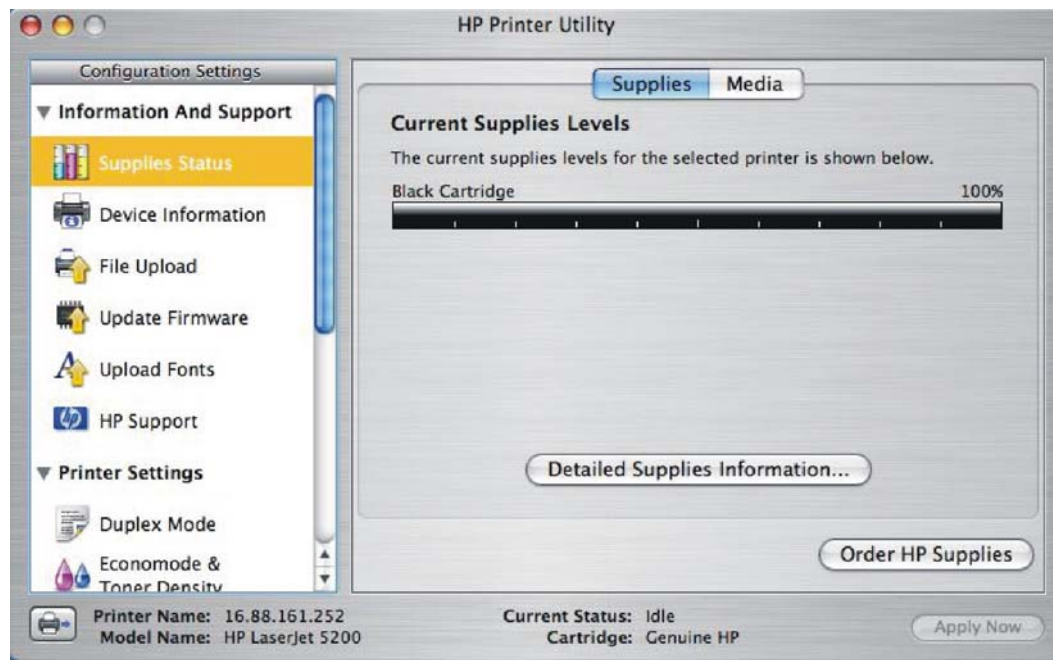 HP Printer Utility
Configuration Settings
Information And Support
Supplies Status
Device Information
File Upload
Update Firmware
Upload Fonts
HP Support
Printer Settings
Duplex Mode
Economode &
Toner Density
Supplies Media
Current Supplies Levels
The current supplies levels for the selected printer is shown below.
Black Cartridge 100%
Detailed Supplies Information...
Order HP Supplies
Printer Name: 16.88.161.252
Model Name: HP LaserJet 5200
Current Status: Idle
Cartridge: Genuine HP
Apply Now